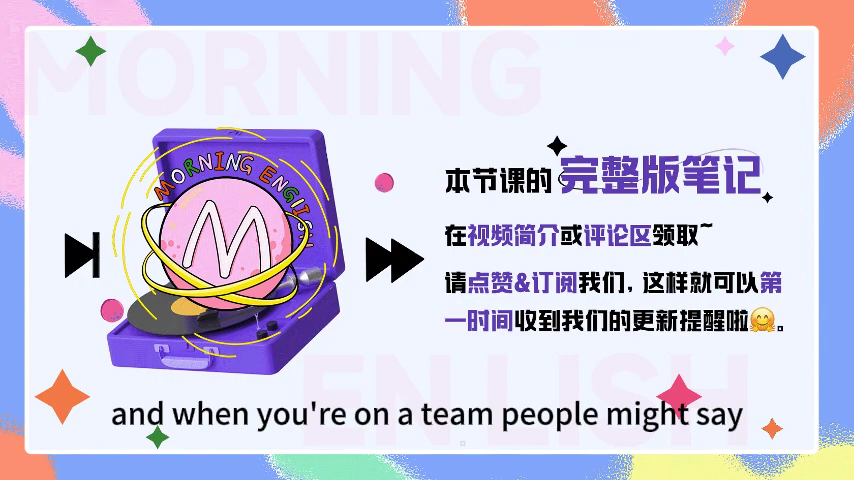 MORNING
MORNING ENGLISH
M
本节课的 完整版笔记
在视频简介或评论区领取~
请点赞&订阅我们，这样就可以第
一时间收到我们的更新提醒啦🤗。
EN LISH
and when you're on a team people might say